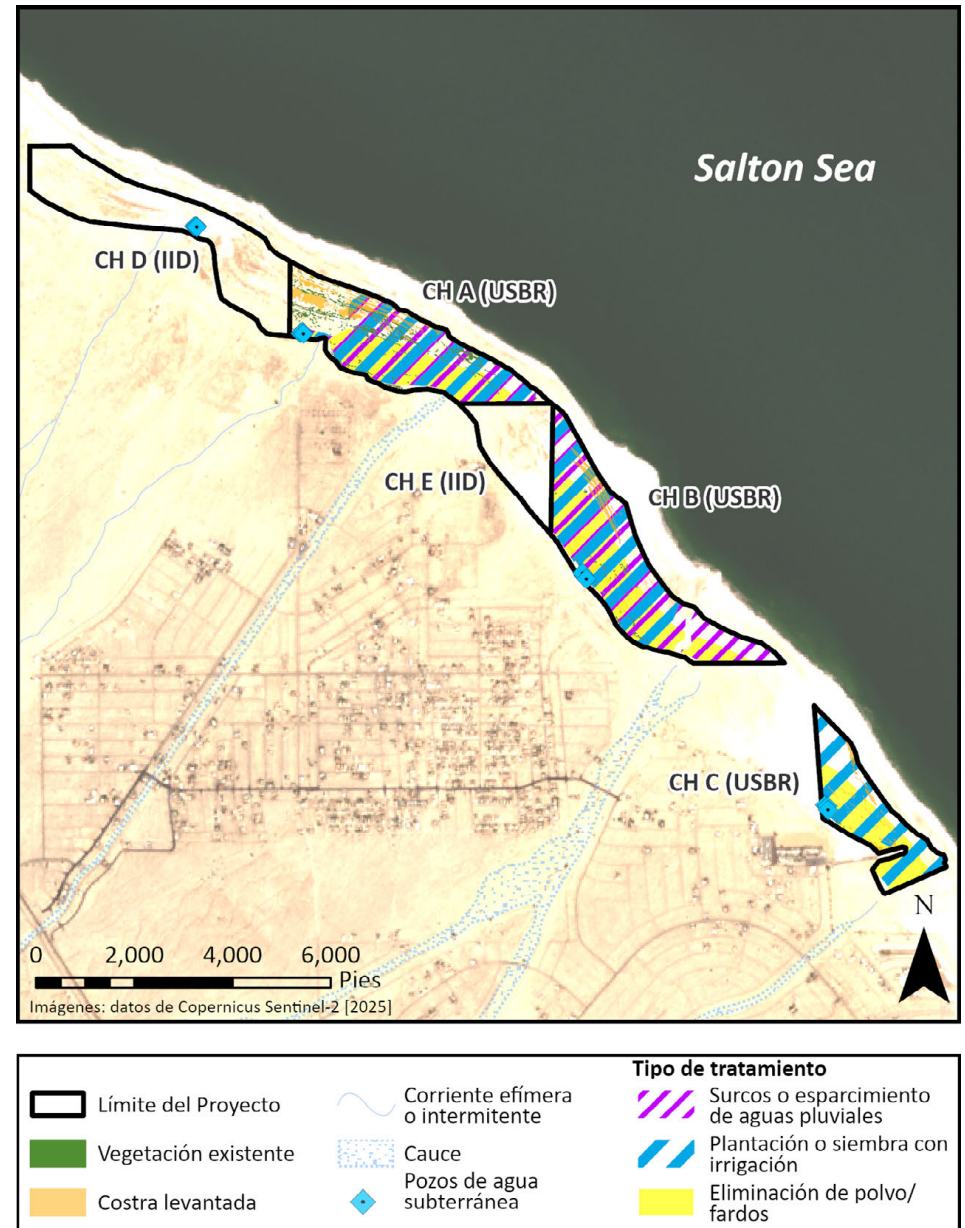 Salton Sea
CH D (IID)
CH A (USBR)
CH E (IID)
CH B (USBR)
CH C (USBR)
N
0 2,000 4,000 6,000
Pies
Imágenes: datos de Copernicus Sentinel-2 [2025]
Límite del Proyecto
Vegetación existente
Costra levantada
Corriente efímera
o intermitente
Cauce
Pozos de agua
subterránea
Tipo de tratamiento
Surcos o esparcimiento
de aguas pluviales
Plantación o siembra con
irrigación
Eliminación de polvo/
fardos